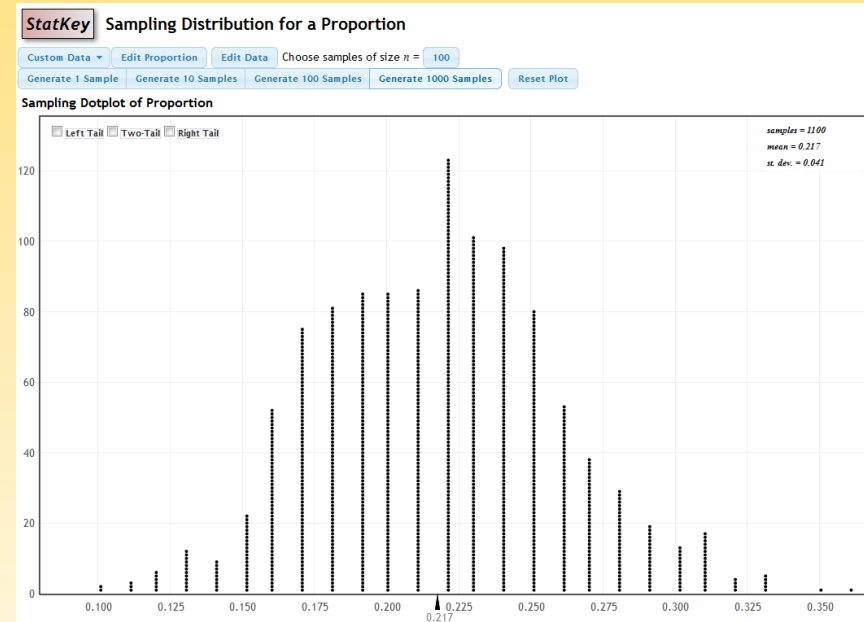 StatKey Sampling Distribution for a Proportion
Custom Data Edit Proportion Edit Data Choose samples of size n = 100
Generate 1 Sample Generate 10 Samples Generate 100 Samples Generate 1000 Samples Reset Plot
Sampling Dotplot of Proportion
Left Tail Two-Tail Right Tail
samples = 1100
mean = 0.217
st. dev. = 0.041
120
100
80
60
40
20
0
0.100 0.125 0.150 0.175 0.200 0.225 0.250 0.275 0.300 0.325 0.350
0.217